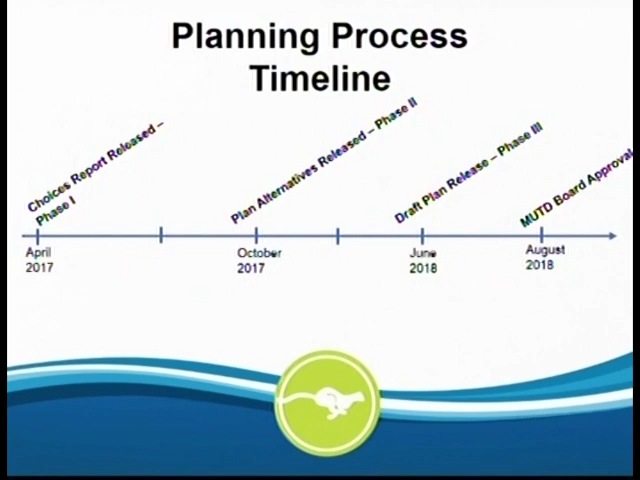 Planning Process
Timeline
Choices Report Released –
Phase I
Plan Alternatives Released – Phase II
Draft Plan Release – Phase III
MUTD Board Approval
April
2017
October
2017
June
2018
August
2018